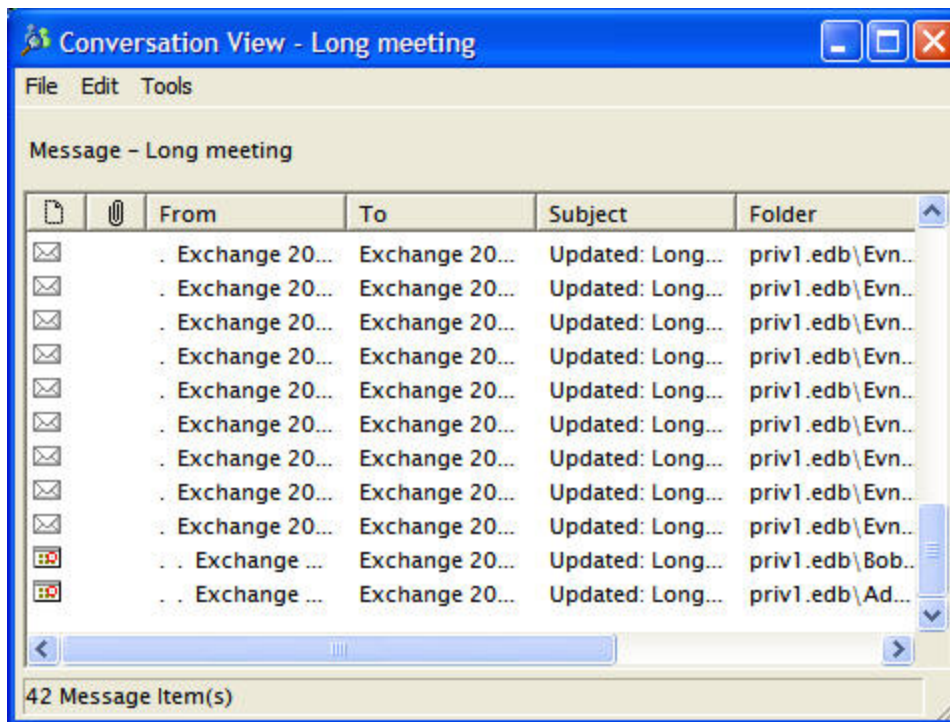 Conversation View - Long meeting
File Edit Tools
Message - Long meeting
From To Subject Folder
. Exchange 20... Exchange 20... Updated: Long... priv1.edb\Evn..
. Exchange 20... Exchange 20... Updated: Long... priv1.edb\Evn..
. Exchange 20... Exchange 20... Updated: Long... priv1.edb\Evn..
. Exchange 20... Exchange 20... Updated: Long... priv1.edb\Evn..
. Exchange 20... Exchange 20... Updated: Long... priv1.edb\Evn..
. Exchange 20... Exchange 20... Updated: Long... priv1.edb\Evn..
. Exchange 20... Exchange 20... Updated: Long... priv1.edb\Evn..
. Exchange 20... Exchange 20... Updated: Long... priv1.edb\Evn..
. Exchange 20... Exchange 20... Updated: Long... priv1.edb\Evn..
. . Exchange ... Exchange 20... Updated: Long... priv1.edb\Bob..
. . Exchange ... Exchange 20... Updated: Long... priv1.edb\Ad...
42 Message Item(s)